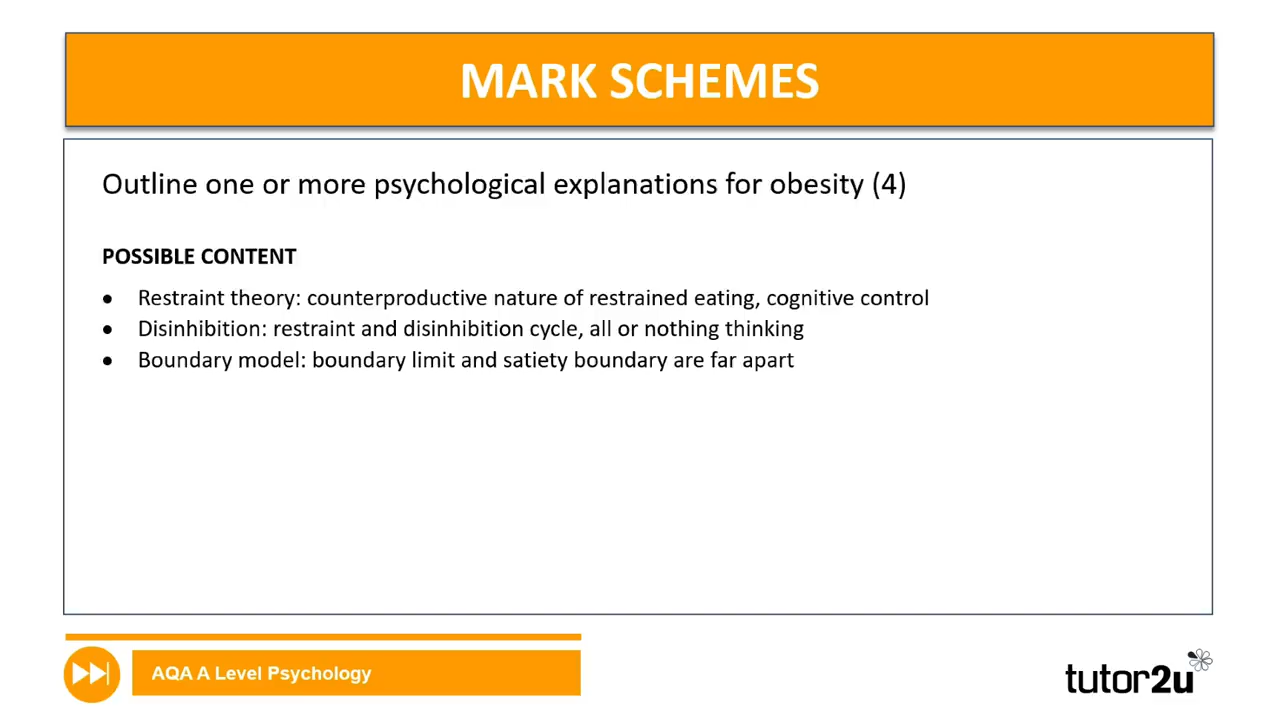 MARK SCHEMES
Outline one or more psychological explanations for obesity (4)
POSSIBLE CONTENT
● Restraint theory: counterproductive nature of restrained eating, cognitive control
● Disinhibition: restraint and disinhibition cycle, all or nothing thinking
● Boundary model: boundary limit and satiety boundary are far apart
AQA A Level Psychology
tutor2u